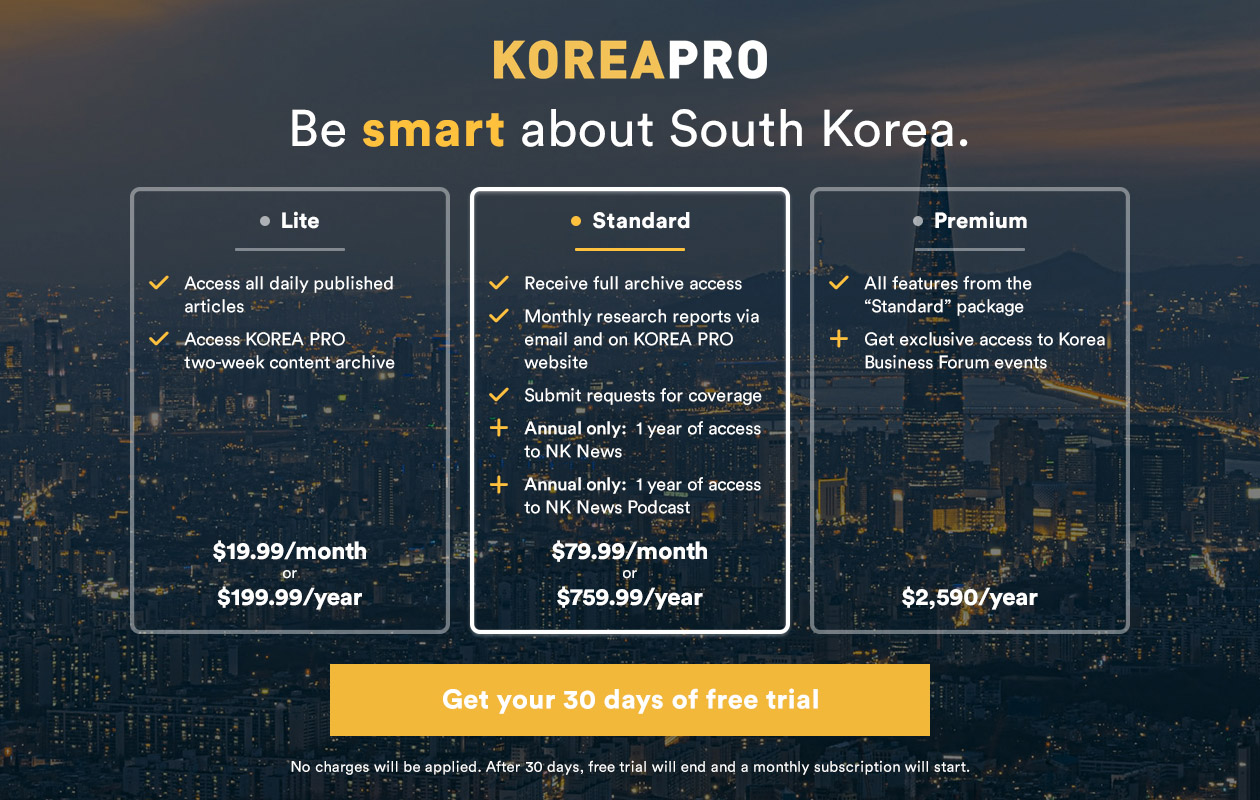 KOREAPRO
Be smart about South Korea.
Lite
Access all daily published
articles
Access KOREA PRO
two-week content archive
$19.99/month
or
$199.99/year
Standard
Receive full archive access
Monthly research reports via
email and on KOREA PRO
website
Submit requests for coverage
Annual only: 1 year of access
to NK News
Annual only: 1 year of access
to NK News Podcast
$79.99/month
or
$759.99/year
Premium
All features from the
“Standard” package
Get exclusive access to Korea
Business Forum events
$2,590/year
Get your 30 days of free trial
No charges will be applied. After 30 days, free trial will end and a monthly subscription will start.